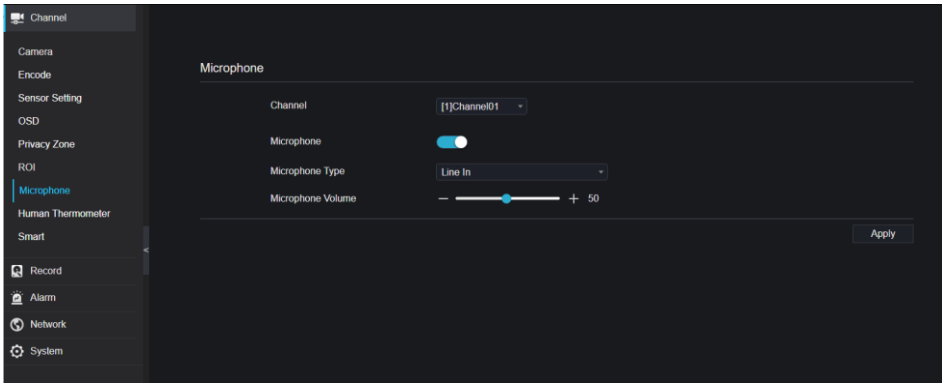 Channel
Camera
Encode
Sensor Setting
OSD
Privacy Zone
ROI
Microphone
Human Thermometer
Smart
Record
Alarm
Network
System
Microphone
Channel [1]Channel01
Microphone
Microphone Type Line In
Microphone Volume 50
Apply